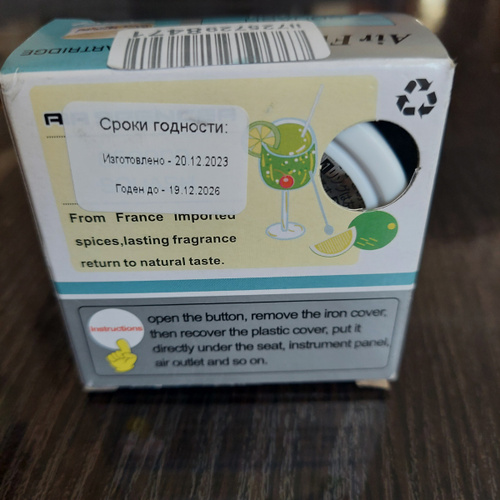 ARTRIDGE
Air
Сроки годности:
Изготовлено - 20.12.2023
Годен до - 19.12.2026
From France imported
spices,lasting fragrance
return to natural taste.
instructions
open the button, remove the iron cover,
then recover the plastic cover, put it
directly under the seat, instrument panel,
air outlet and so on.